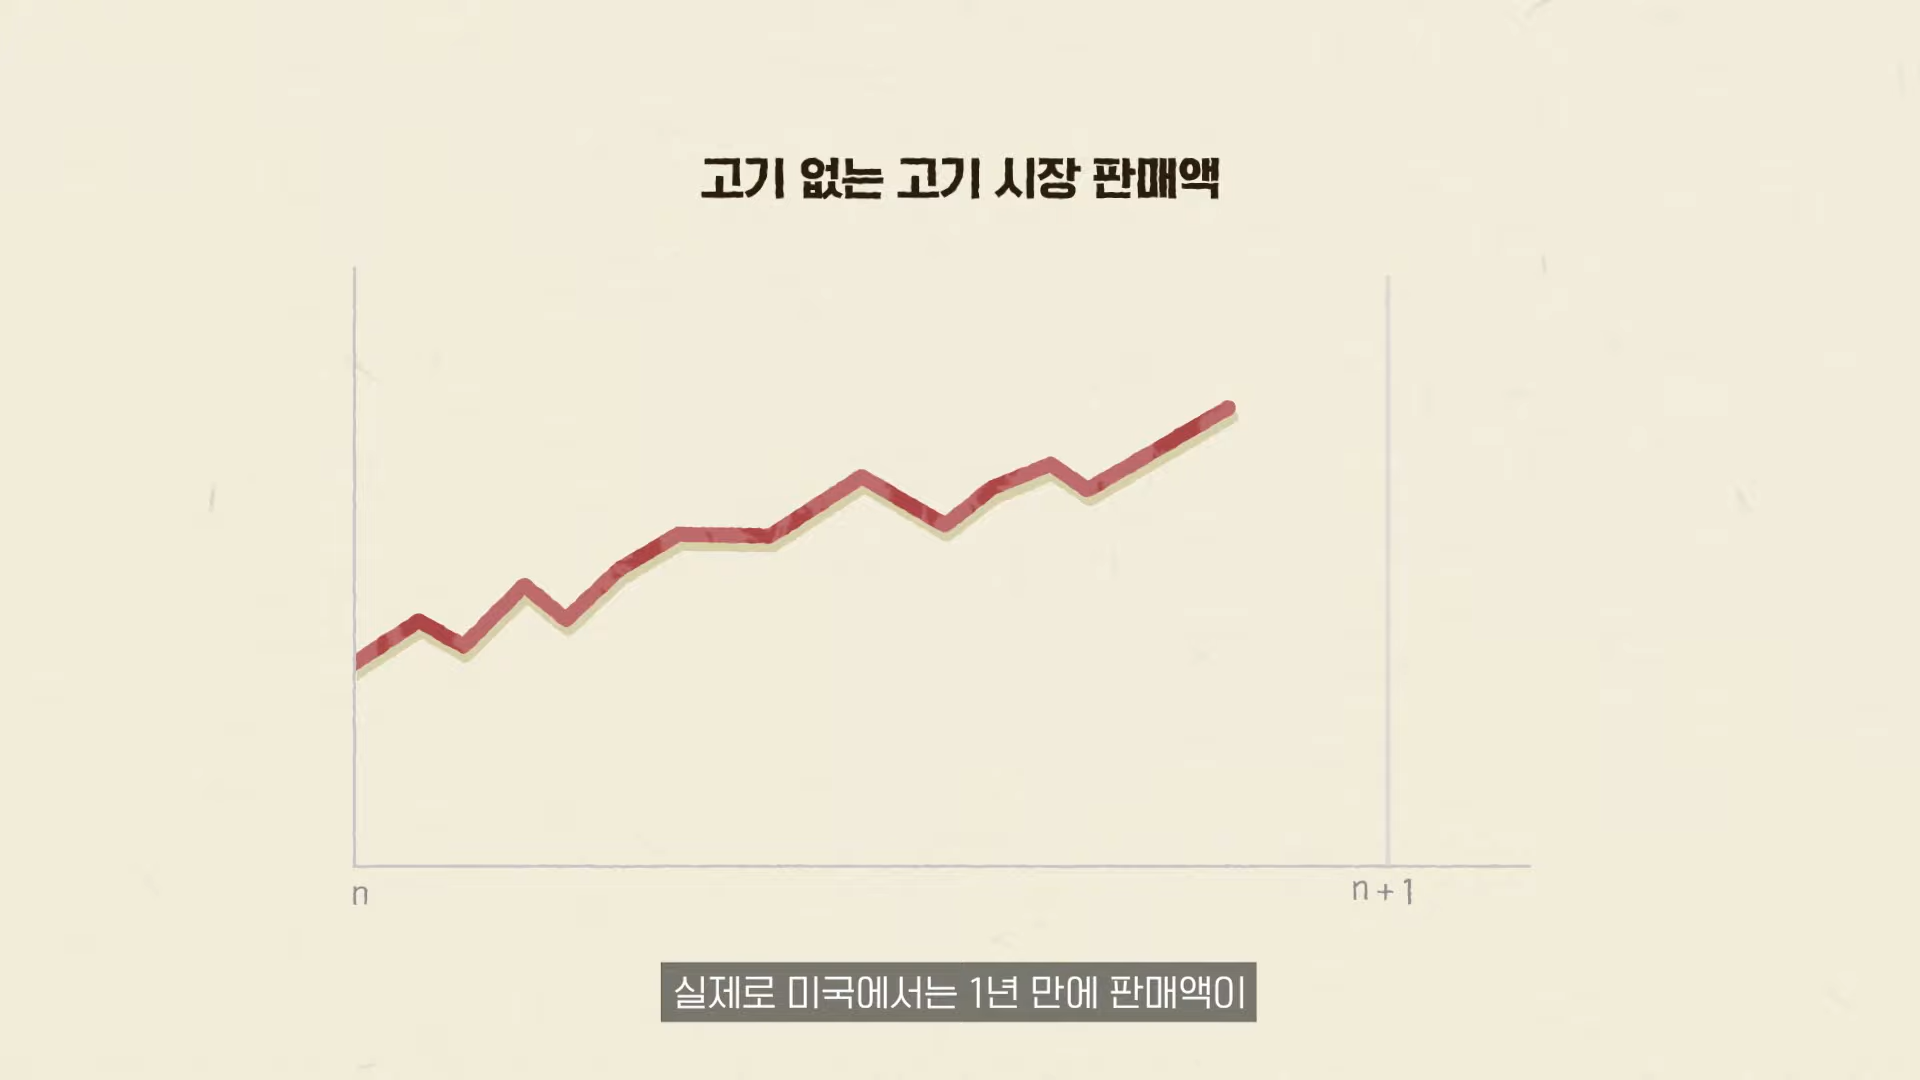 고기 없는 고기 시장 판매액
n
n + 1
실제로 미국에서는 1년 만에 판매액이